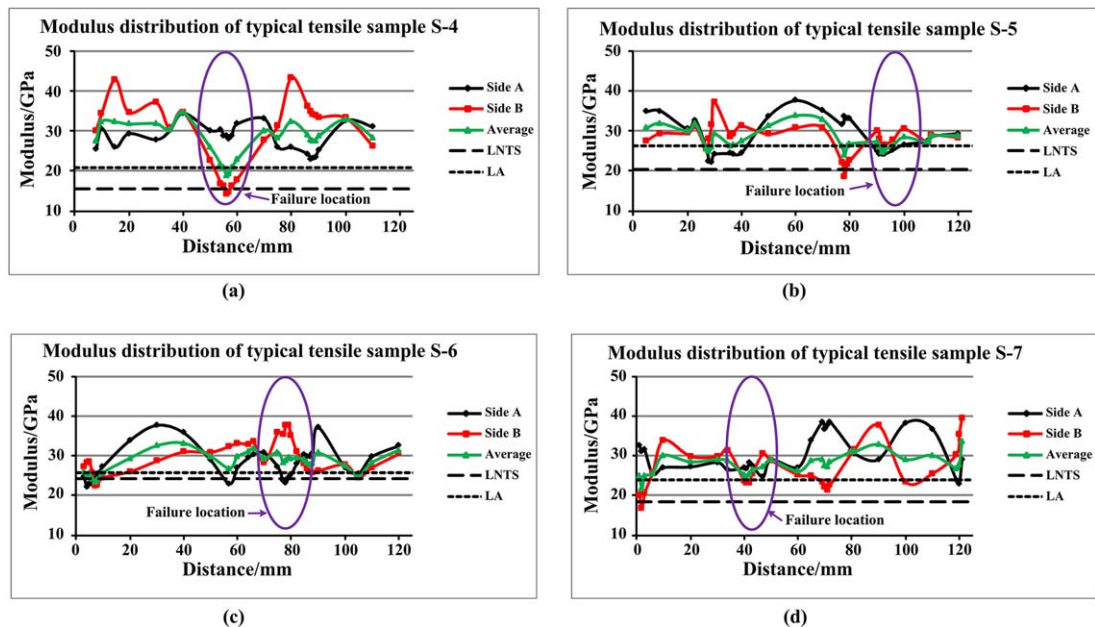 Modulus distribution of typical tensile sample S-4
Modulus/GPa
50
40
30
20
10
0 20 40 60 80 100 120
Distance/mm
Failure location
Side A
Side B
Average
LNTS
LA
(a)
Modulus distribution of typical tensile sample S-5
Modulus/GPa
50
40
30
20
10
0 20 40 60 80 100 120
Distance/mm
Failure location
Side A
Side B
Average
LNTS
LA
(b)
Modulus distribution of typical tensile sample S-6
Modulus/GPa
50
40
30
20
10
0 20 40 60 80 100 120
Distance/mm
Failure location
Side A
Side B
Average
LNTS
LA
(c)
Modulus distribution of typical tensile sample S-7
Modulus/GPa
50
40
30
20
10
0 20 40 60 80 100 120
Distance/mm
Failure location
Side A
Side B
Average
LNTS
LA
(d)